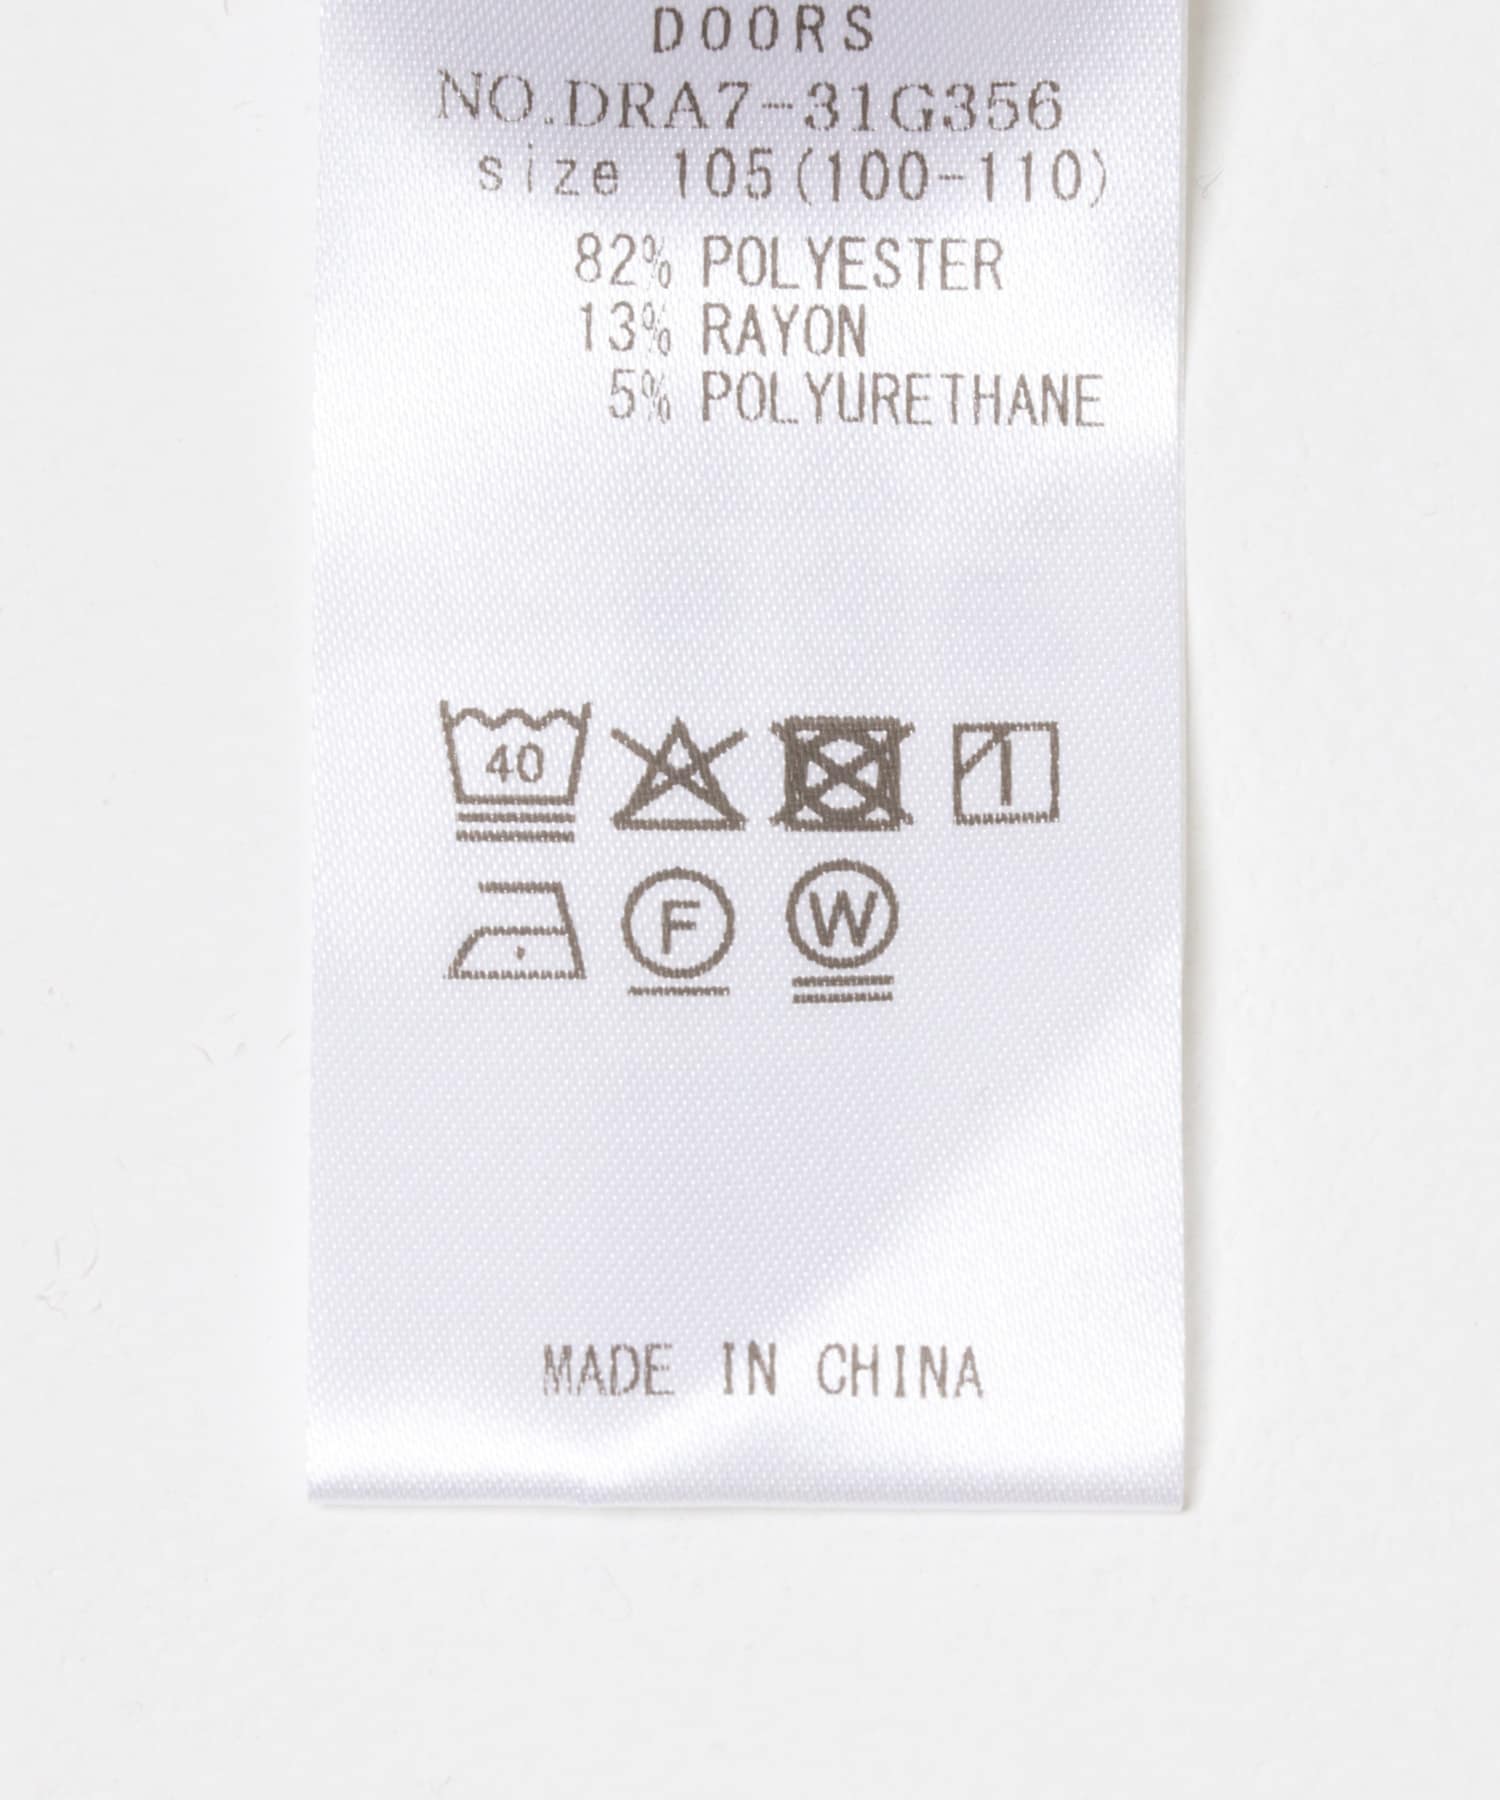 DOORS
NO.DRA7-31G356
size 105(100-110)
82% POLYESTER
13% RAYON
5% POLYURETHANE
40
F W
MADE IN CHINA